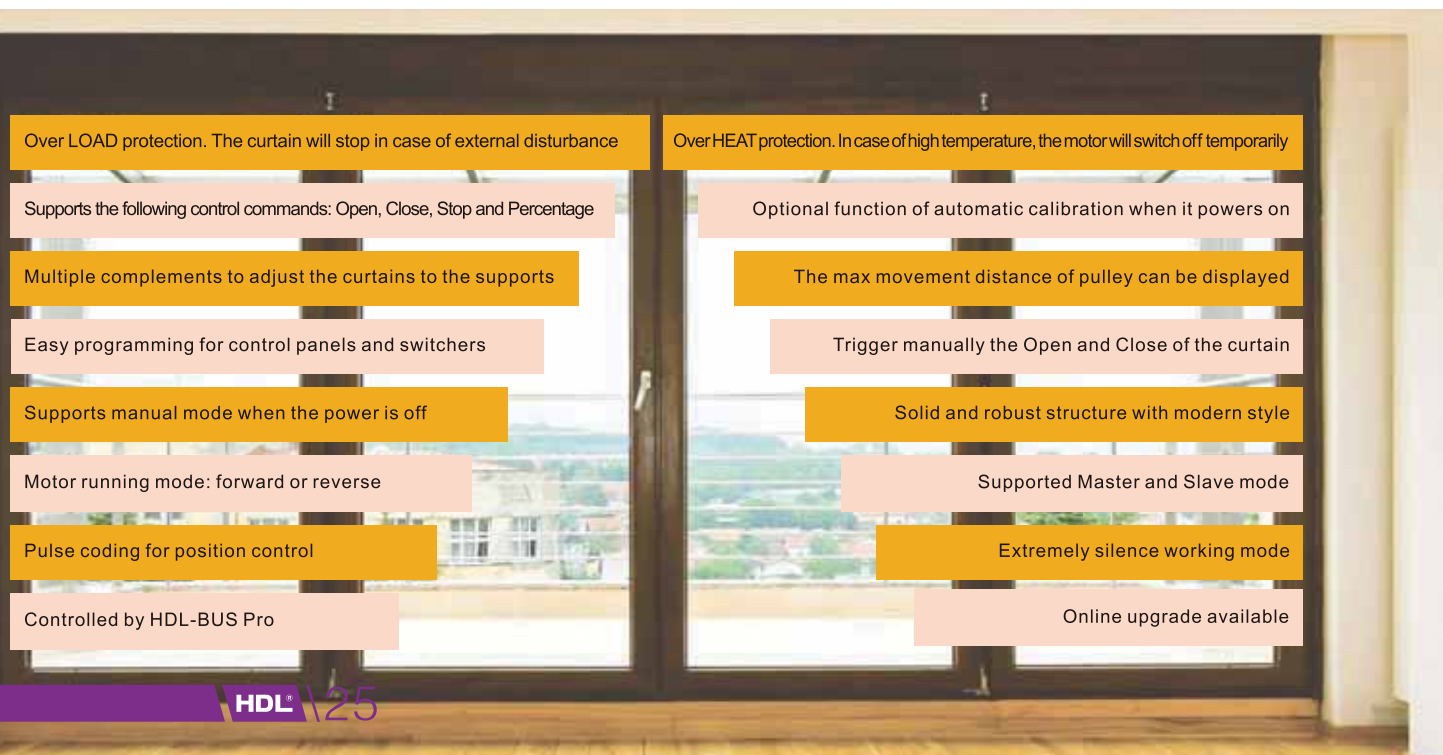 Over LOAD protection. The curtain will stop in case of external disturbance
Supports the following control commands: Open, Close, Stop and Percentage
Multiple complements to adjust the curtains to the supports
Easy programming for control panels and switchers
Supports manual mode when the power is off
Motor running mode: forward or reverse
Pulse coding for position control
Controlled by HDL-BUS Pro
Over HEAT protection. In case of high temperature, the motor will switch off temporarily
Optional function of automatic calibration when it powers on
The max movement distance of pulley can be displayed
Trigger manually the Open and Close of the curtain
Solid and robust structure with modern style
Supported Master and Slave mode
Extremely silence working mode
Online upgrade available
HDL® \25